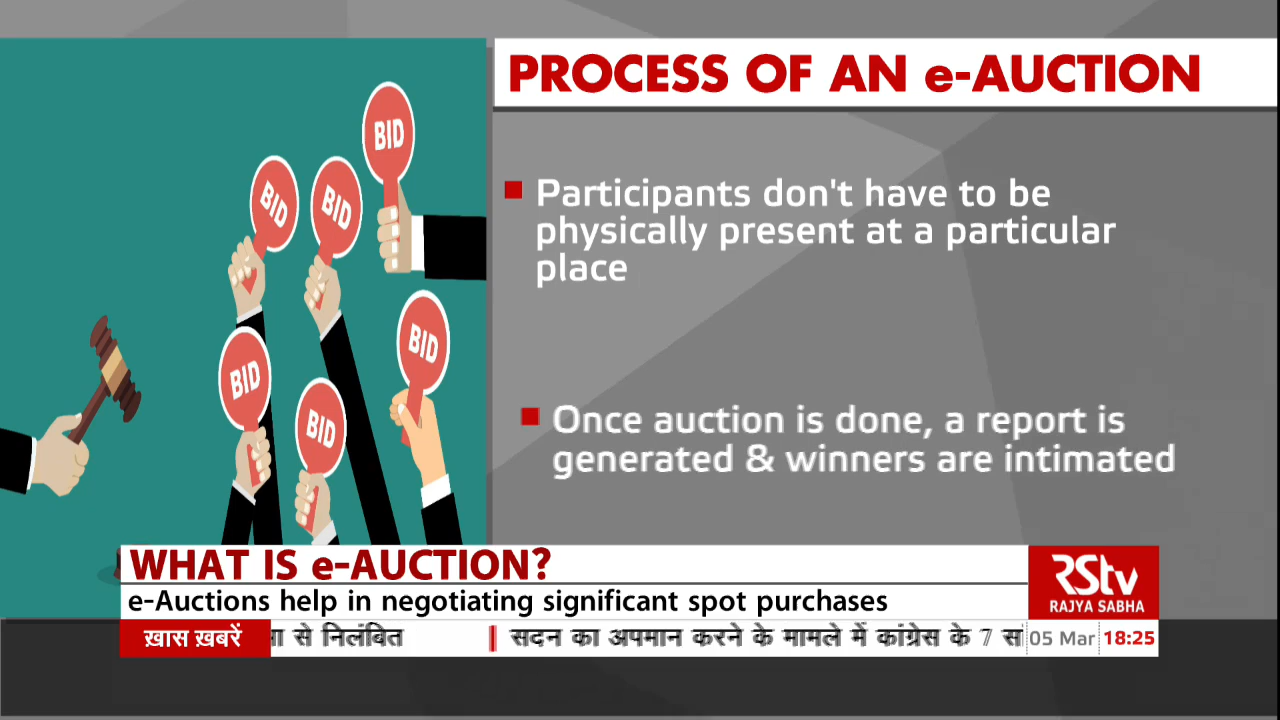 PROCESS OF AN e-AUCTION
BID
BID
BID
BID
BID
BID
BID
Participants don't have to be
physically present at a particular
place
Once auction is done, a report is
generated & winners are intimated
WHAT IS e-AUCTION?
e-Auctions help in negotiating significant spot purchases
RStv
RAJYA SABHA
ख़ास ख़बरें
से निलंबित
सदन का अपमान करने के मामले में कांग्रेस के 7
05 Mar 18:25